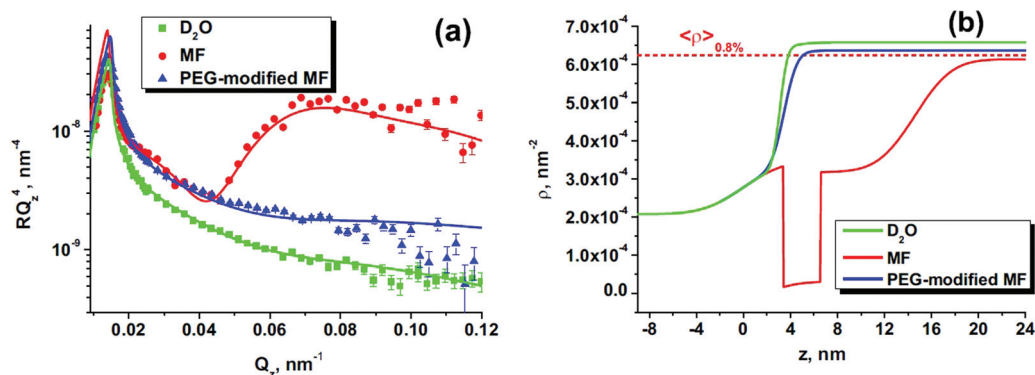 (a)
D₂O
MF
PEG-modified MF
RQ_z⁴, nm⁻⁴
10⁻⁸
10⁻⁹
0.02 0.04 0.06 0.08 0.10 0.12
Q_z, nm⁻¹
(b)
<ρ>0.8%
ρ, nm⁻²
7.0x10⁻⁴
6.0x10⁻⁴
5.0x10⁻⁴
4.0x10⁻⁴
3.0x10⁻⁴
2.0x10⁻⁴
1.0x10⁻⁴
0.0
D₂O
MF
PEG-modified MF
-8 -4 0 4 8 12 16 20 24
z, nm